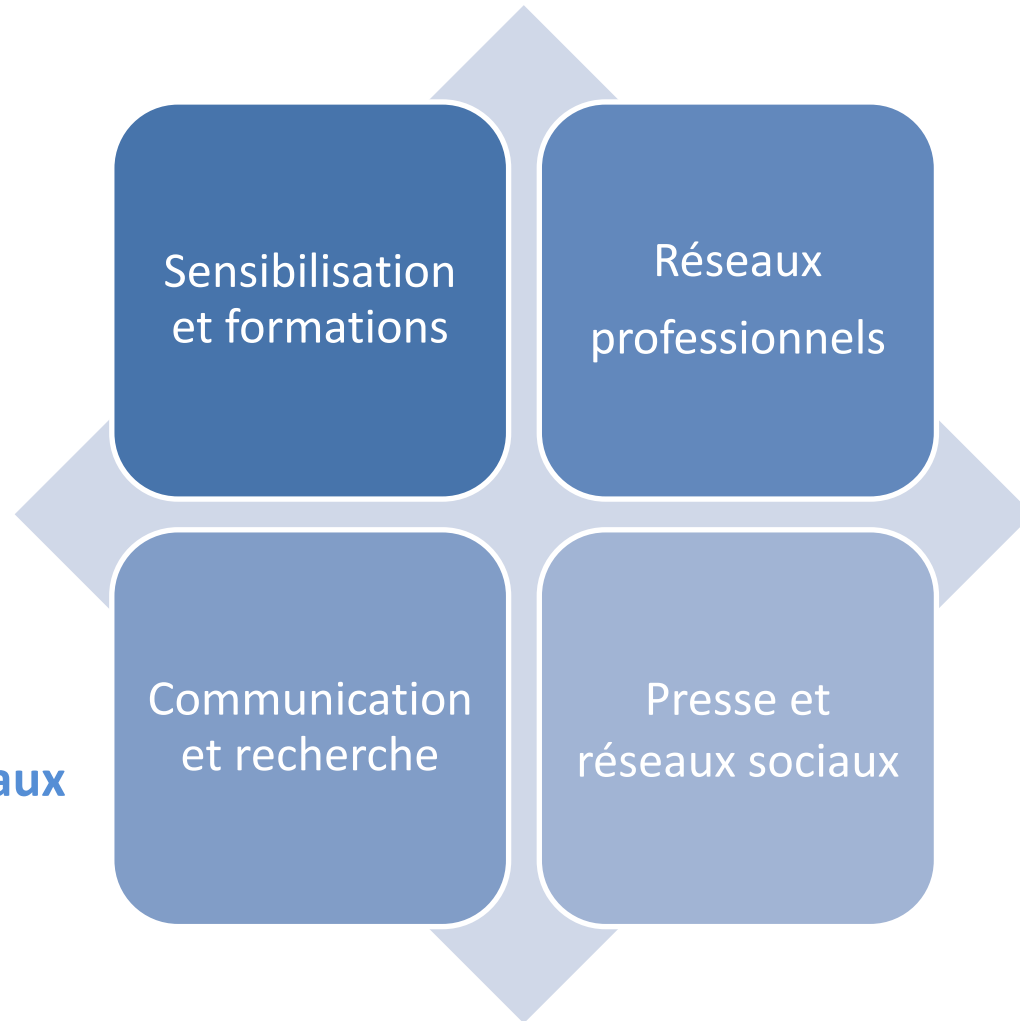 Sensibilisation
et formations
Réseaux
professionnels
Communication
et recherche
Presse et
réseaux sociaux
aux